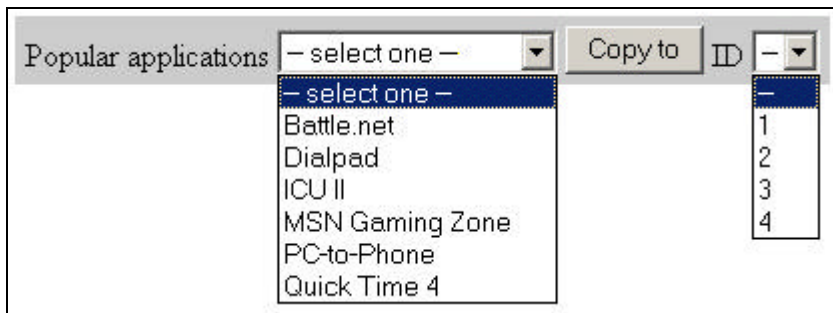 Popular applications – select one – Copy to ID –
– select one – –
Battle.net 1
Dialpad 2
ICU II 3
MSN Gaming Zone 4
PC-to-Phone
Quick Time 4